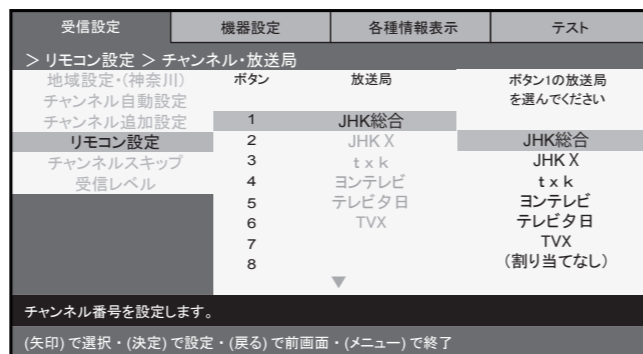 受信設定 機器設定 各種情報表示 テスト
> リモコン設定 > チャンネル・放送局
地域設定・(神奈川)
チャンネル自動設定
チャンネル追加設定
リモコン設定
チャンネルスキップ
受信レベル
ボタン 放送局
1 JHK総合
2 JHK X
3 t x k
4 ヨンテレビ
5 テレビ夕日
6 TVX
7
8
▼
ボタン1の放送局
を選んでください
JHK総合
JHK X
t x k
ヨンテレビ
テレビ夕日
TVX
(割り当てなし)
チャンネル番号を設定します。
(矢印) で選択・(決定) で設定・(戻る) で前画面・(メニュー) で終了